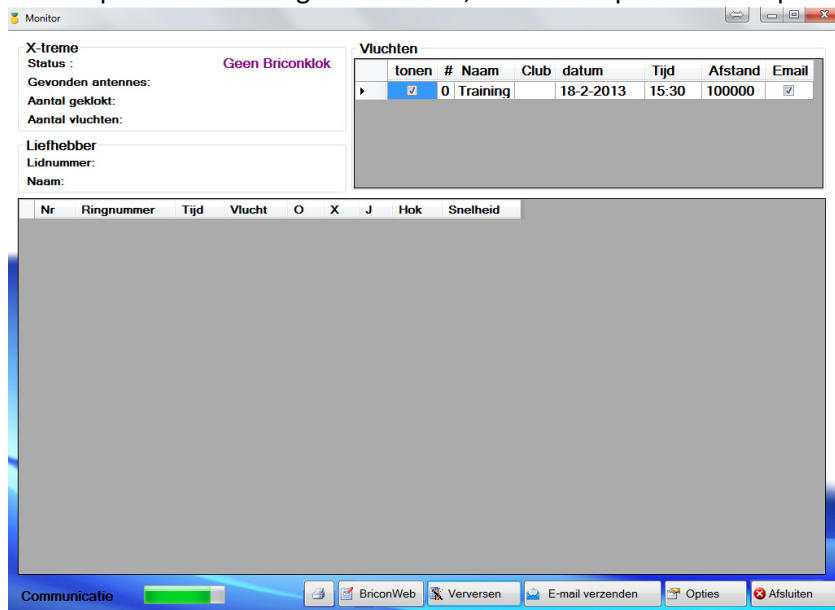 Monitor
X-treme
Status : Geen Briconklok
Gevonden antennes:
Aantal geklokt:
Aantal vluchten:
Liefhebber
Lidnummer:
Naam:
Vluchten
tonen # Naam Club datum Tijd Afstand Email
0 Training 18-2-2013 15:30 100000
Nr Ringnummer Tijd Vlucht O X J Hok Snelheid
Communicatie BriconWeb Verversen E-mail verzenden Opties Afsluiten